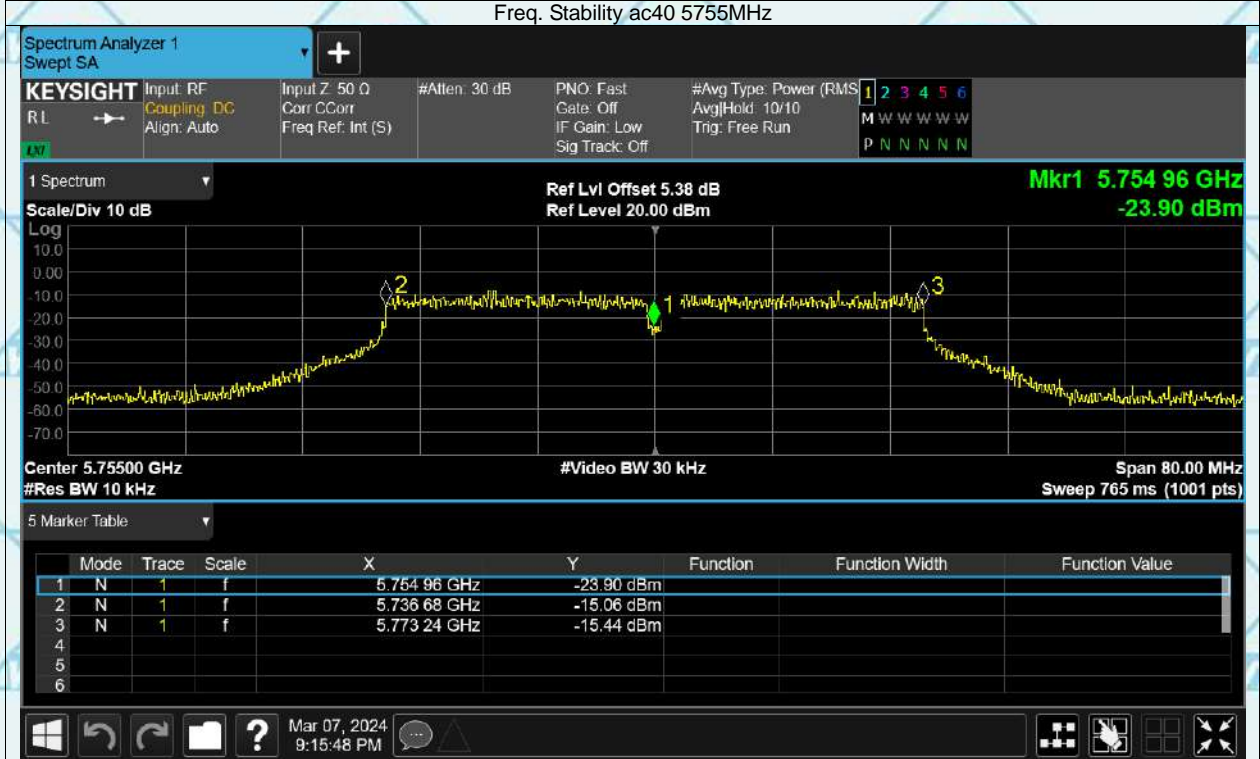 Freq. Stability ac40 5755MHz
Spectrum Analyzer 1
Swept SA
+
KEYSIGHT
RL
LXI
Input: RF
Coupling: DC
Align: Auto
Input Z: 50 Ω
Corr CCorr
Freq Ref: Int (S)
#Atten: 30 dB
PNO: Fast
Gate: Off
IF Gain: Low
Sig Track: Off
#Avg Type: Power (RMS
Avg|Hold: 10/10
Trig: Free Run
1 2 3 4 5 6
M W W W W W
P N N N N N
1 Spectrum
Scale/Div 10 dB
Ref Lvl Offset 5.38 dB
Ref Level 20.00 dBm
Mkr1 5.754 96 GHz
-23.90 dBm
Log
10.0
0.00
-10.0
-20.0
-30.0
-40.0
-50.0
-60.0
-70.0
2
1
3
Center 5.75500 GHz
#Video BW 30 kHz
Span 80.00 MHz
#Res BW 10 kHz
Sweep 765 ms (1001 pts)
5 Marker Table
Mode Trace Scale X Y Function Function Width Function Value
1 N 1 f 5.754 96 GHz -23.90 dBm
2 N 1 f 5.736 68 GHz -15.06 dBm
3 N 1 f 5.773 24 GHz -15.44 dBm
4
5
6
?
Mar 07, 2024
9:15:48 PM